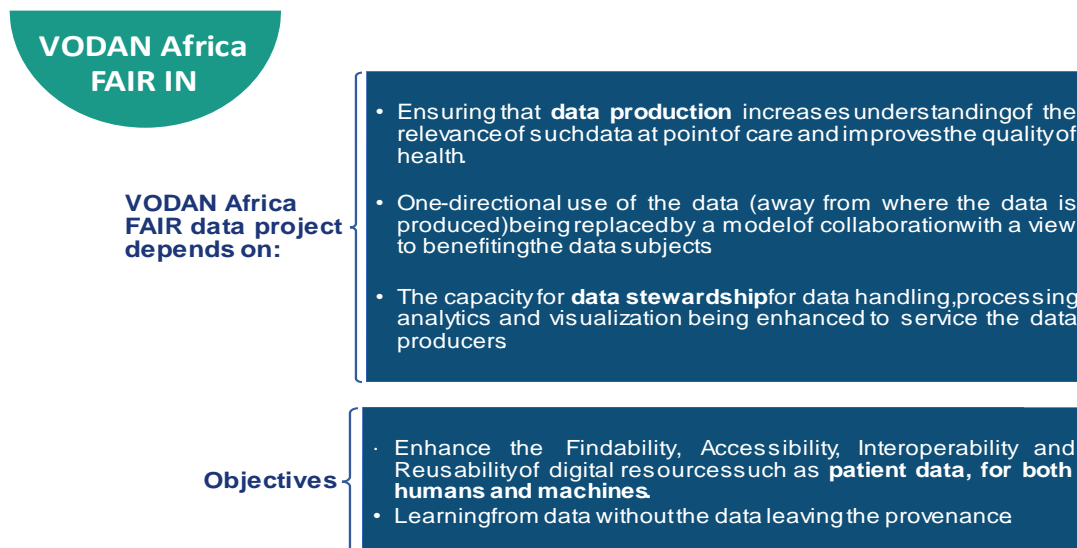 VODAN Africa
FAIR IN
VODAN Africa
FAIR data project
depends on:
• Ensuring that data production increases understanding of the
relevance of such data at point of care and improves the quality of
health.
• One-directional use of the data (away from where the data is
produced) being replaced by a model of collaboration with a view
to benefiting the data subjects
• The capacity for data stewardship for data handling, processing
analytics and visualization being enhanced to service the data
producers
Objectives
· Enhance the Findability, Accessibility, Interoperability and
Reusability of digital resources such as patient data, for both
humans and machines.
• Learning from data without the data leaving the provenance.